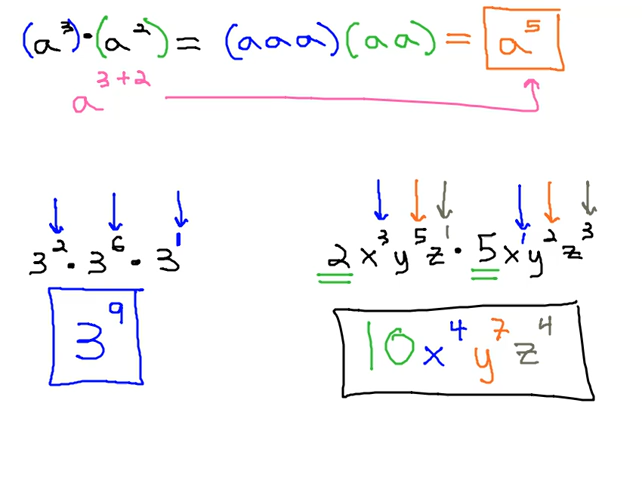 (a³)·(a²) = (aaa)(aa) = a⁵
a³⁺²
3² · 3⁶ · 3¹
3⁹
2x³y⁵z¹ · 5x¹y²z³
10x⁴y⁷z⁴